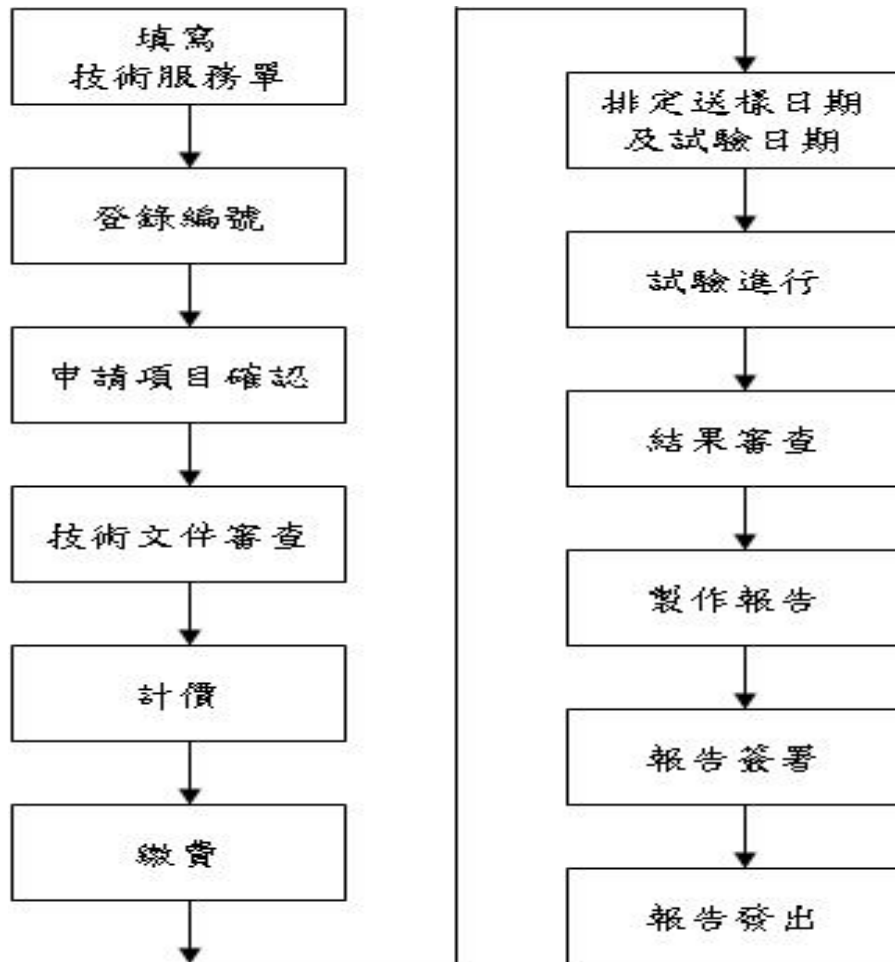 填寫
技術服務單
登錄編號
申請項目確認
技術文件審查
計價
繳費
排定送樣日期
及試驗日期
試驗進行
結果審查
製作報告
報告簽署
報告發出